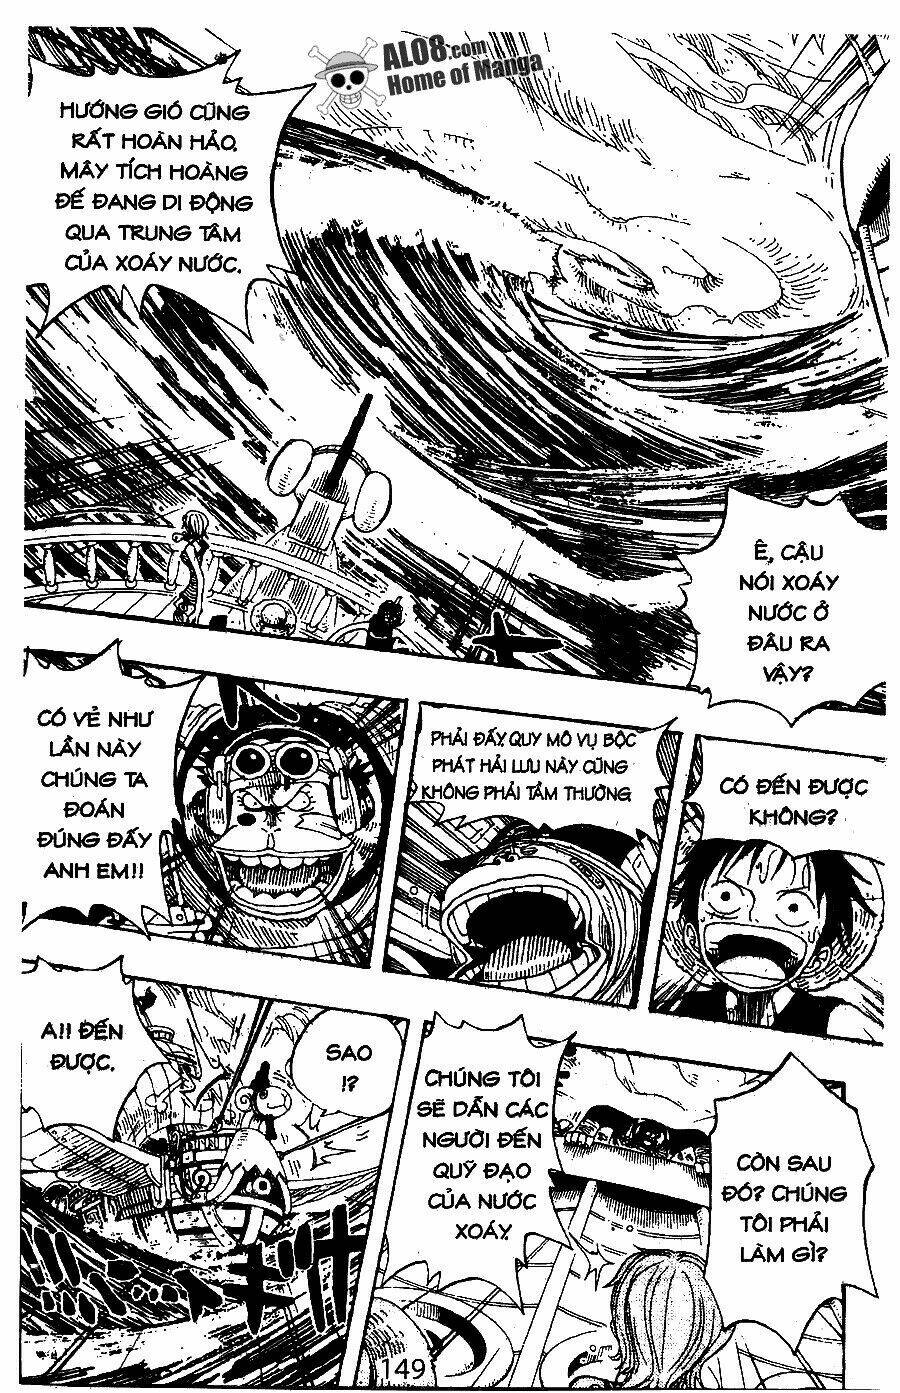 ALO8.com
Home of Manga
HƯỚNG GIÓ CŨNG
RẤT HOÀN HẢO.
MÂY TÍCH HOÀNG
ĐẾ ĐANG DI ĐỘNG
QUA TRUNG TÂM
CỦA XOÁY NƯỚC.
Ê, CẬU
NÓI XOÁY
NƯỚC Ở
ĐÂU RA
VẬY?
CÓ VẺ NHƯ
LẦN NÀY
CHÚNG TA
ĐOÁN
ĐÚNG ĐẤY
ANH EM!!
PHẢI ĐẤY. QUY MÔ VỤ BỘC
PHÁT HẢI LƯU NÀY CŨNG
KHÔNG PHẢI TẦM THƯỜNG.
CÓ ĐẾN ĐƯỢC
KHÔNG?
A!! ĐẾN
ĐƯỢC.
SAO
!?
CHÚNG TÔI
SẼ DẪN CÁC
NGƯỜI ĐẾN
QUỸ ĐẠO
CỦA NƯỚC
XOÁY.
CÒN SAU
ĐÓ? CHÚNG
TÔI PHẢI
LÀM GÌ?
149